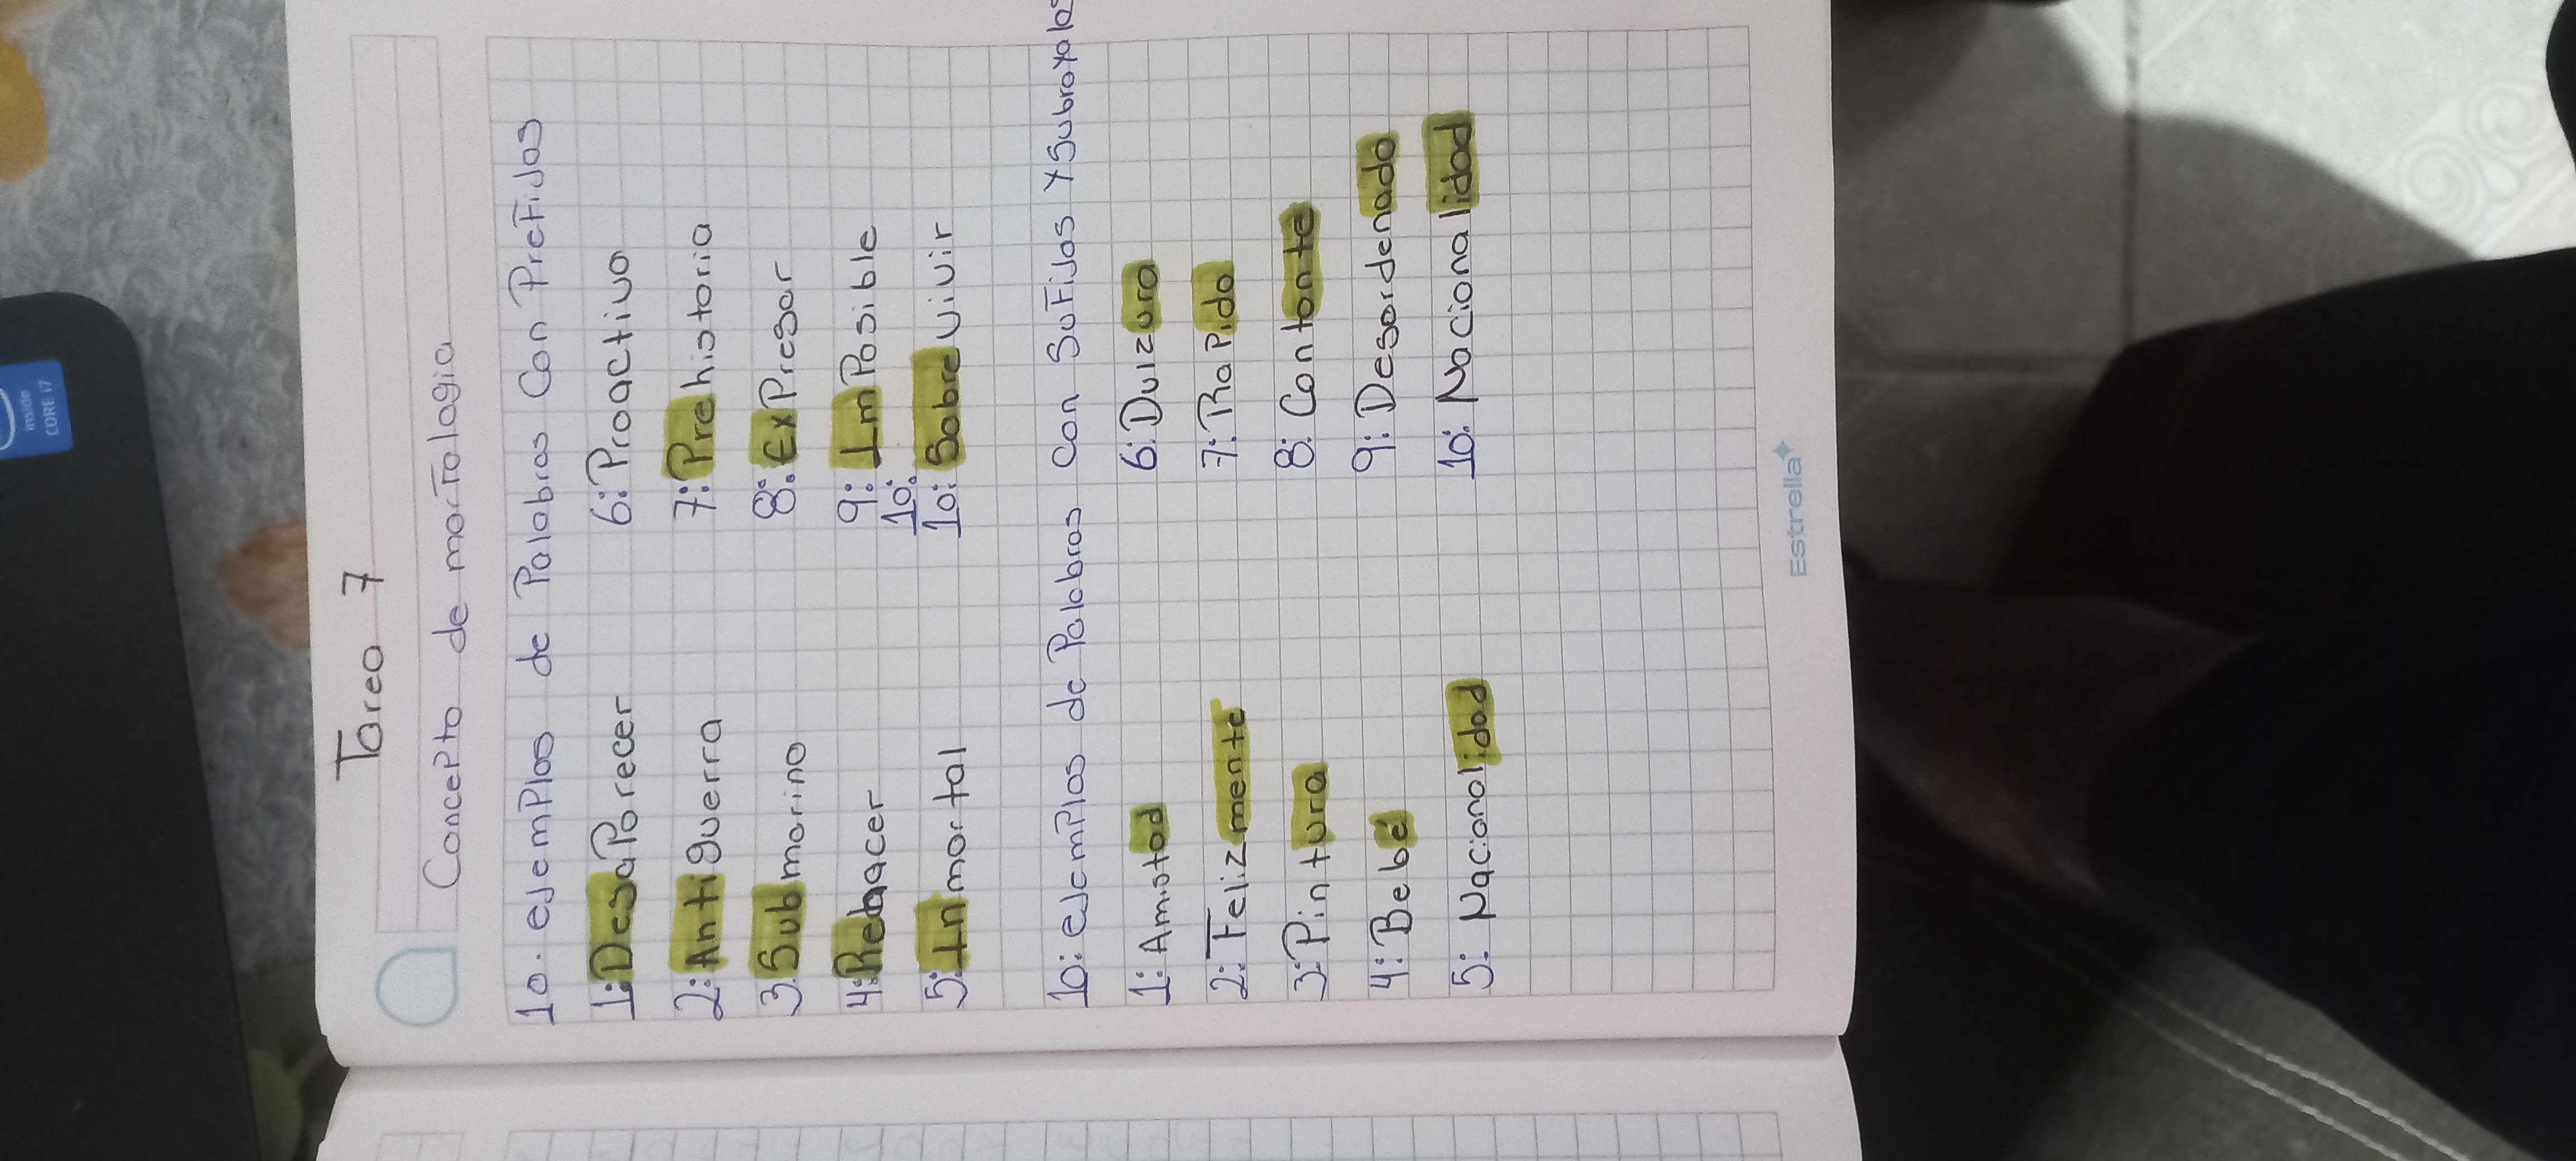 inside
CORE i7
Tarea 7
Concepto de morfologia
10. ejemplos de Palabras Con Prefijos
1: DesaParecer
2: Antiguerra
3. Submarino
4: Rehacer
5: Inmortal
6: Proactivo
7: Prehistoria
8: ExPresar
9: ImPosible
10:
10: Sobrevivir
10: ejemplos de Palabras Con Sufijos Y Subrayalos
1: Amistad
2: Felizmente
3: Pintura
4: Bebé
5: Nacionalidad
6: Dulzura
7: RaPido
8: Contante
9: Desordenado
10: Nacionalidad
Estrella